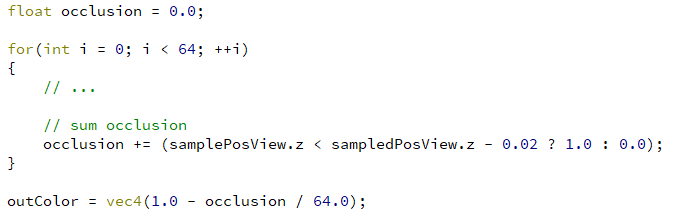 float occlusion = 0.0;
for(int i = 0; i < 64; ++i)
{
// ...
// sum occlusion
occlusion += (samplePosView.z < sampledPosView.z - 0.02 ? 1.0 : 0.0);
}
outColor = vec4(1.0 - occlusion / 64.0);